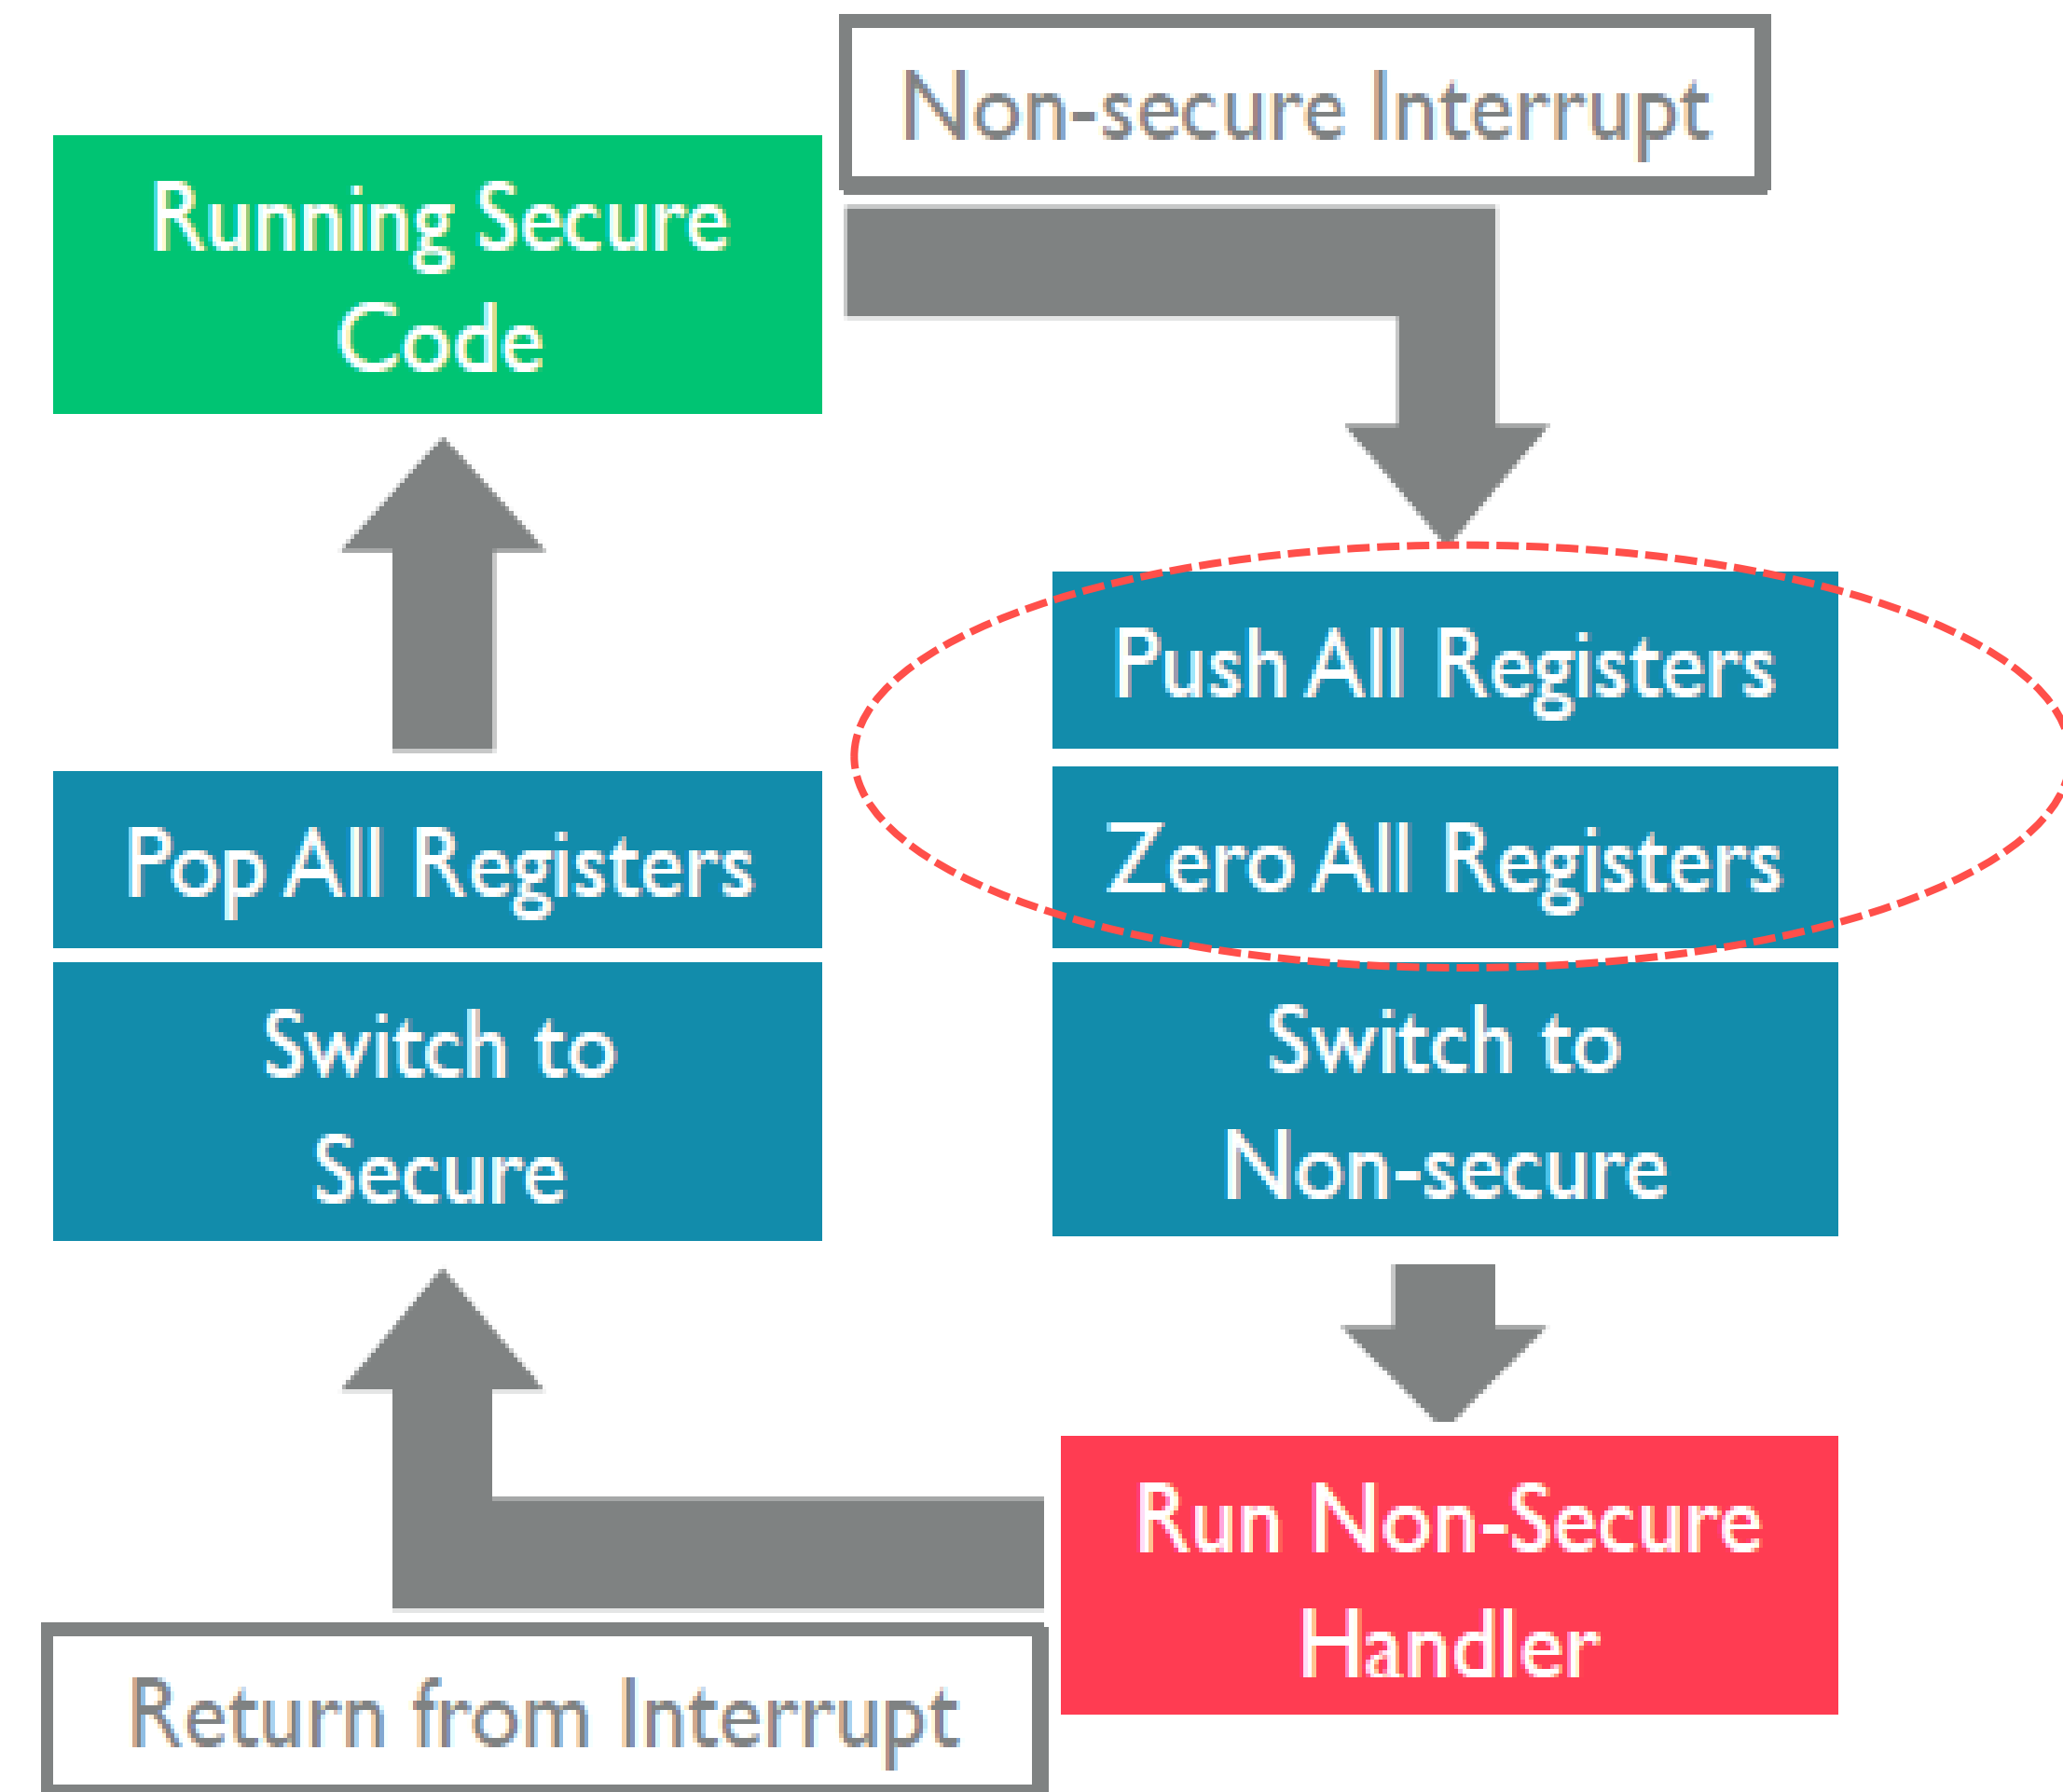 Non-secure Interrupt
Running Secure
Code
Push All Registers
Zero All Registers
Switch to
Non-secure
Run Non-Secure
Handler
Return from Interrupt
Switch to
Secure
Pop All Registers